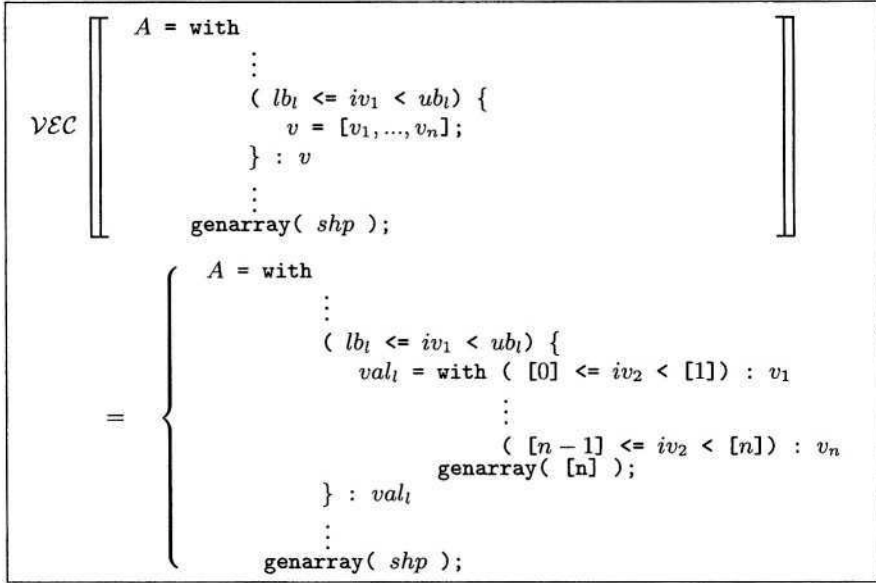 A = with
⋮
( lb_l <= iv_1 < ub_l) {
VEC
v = [v_1,...,v_n];
} : v
⋮
genarray( shp );
A = with
⋮
( lb_l <= iv_1 < ub_l) {
val_l = with ( [0] <= iv_2 < [1]) : v_1
=
⋮
( [n − 1] <= iv_2 < [n]) : v_n
genarray( [n] );
} : val_l
⋮
genarray( shp );